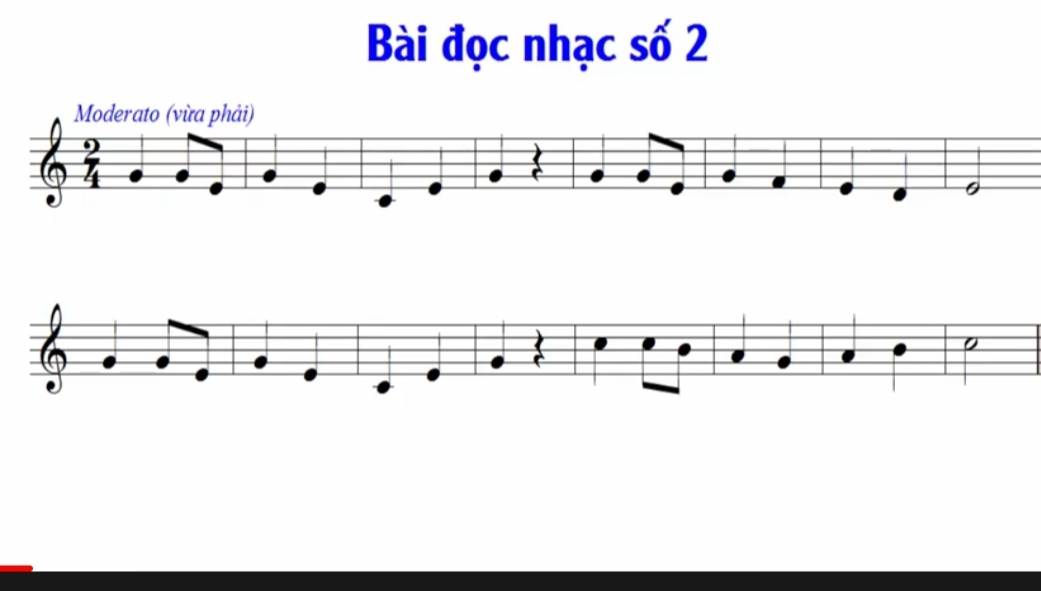 Bài đọc nhạc số 2
Moderato (vừa phải)
2
4